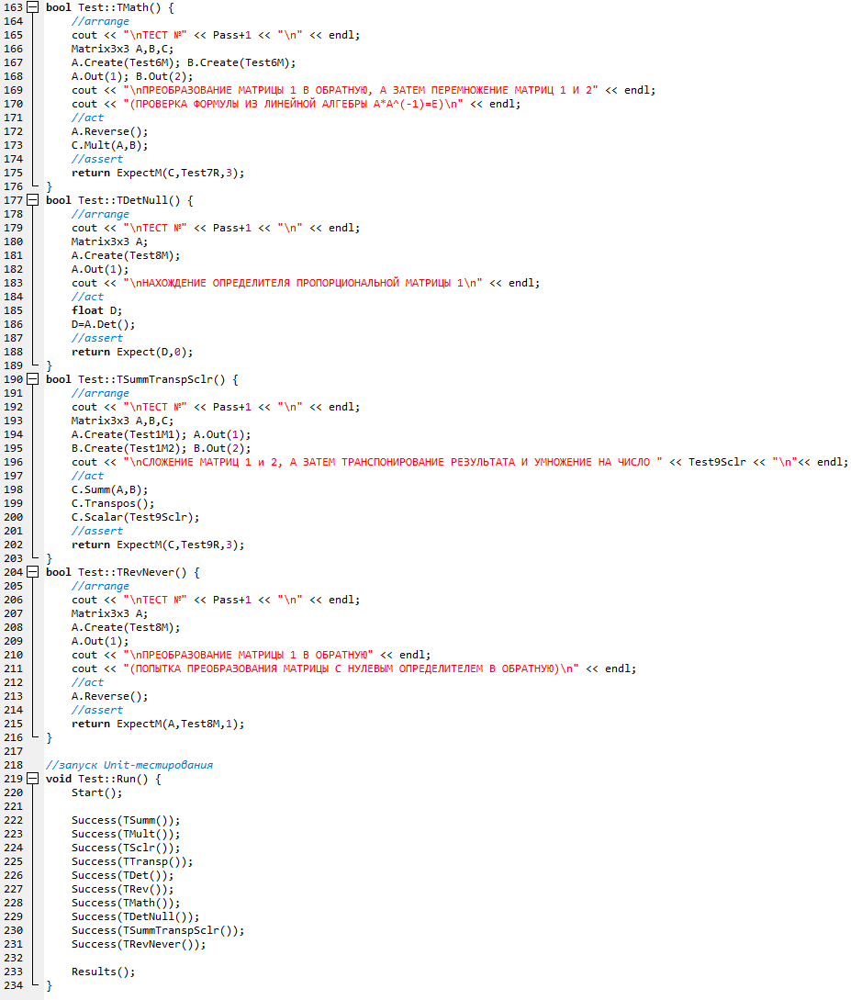 163 bool Test::TMath() {
164     //arrange
165     cout << "\nТЕСТ №" << Pass+1 << "\n" << endl;
166     Matrix3x3 A,B,C;
167     A.Create(Test6M); B.Create(Test6M);
168     A.Out(1); B.Out(2);
169     cout << "\nПРЕОБРАЗОВАНИЕ МАТРИЦЫ 1 В ОБРАТНУЮ, А ЗАТЕМ ПЕРЕМНОЖЕНИЕ МАТРИЦ 1 И 2" << endl;
170     cout << "(ПРОВЕРКА ФОРМУЛЫ ИЗ ЛИНЕЙНОЙ АЛГЕБРЫ A*A^(-1)=E)\n" << endl;
171     //act
172     A.Reverse();
173     C.Mult(A,B);
174     //assert
175     return ExpectM(C,Test7R,3);
176 }
177 bool Test::TDetNull() {
178     //arrange
179     cout << "\nТЕСТ №" << Pass+1 << "\n" << endl;
180     Matrix3x3 A;
181     A.Create(Test8M);
182     A.Out(1);
183     cout << "\nНАХОЖДЕНИЕ ОПРЕДЕЛИТЕЛЯ ПРОПОРЦИОНАЛЬНОЙ МАТРИЦЫ 1\n" << endl;
184     //act
185     float D;
186     D=A.Det();
187     //assert
188     return Expect(D,0);
189 }
190 bool Test::TSummTranspSclr() {
191     //arrange
192     cout << "\nТЕСТ №" << Pass+1 << "\n" << endl;
193     Matrix3x3 A,B,C;
194     A.Create(Test1M1); A.Out(1);
195     B.Create(Test1M2); B.Out(2);
196     cout << "\nСЛОЖЕНИЕ МАТРИЦ 1 и 2, А ЗАТЕМ ТРАНСПОНИРОВАНИЕ РЕЗУЛЬТАТА И УМНОЖЕНИЕ НА ЧИСЛО " << Test9Sclr << "\n"<< endl;
197     //act
198     C.Summ(A,B);
199     C.Transpos();
200     C.Scalar(Test9Sclr);
201     //assert
202     return ExpectM(C,Test9R,3);
203 }
204 bool Test::TRevNever() {
205     //arrange
206     cout << "\nТЕСТ №" << Pass+1 << "\n" << endl;
207     Matrix3x3 A;
208     A.Create(Test8M);
209     A.Out(1);
210     cout << "\nПРЕОБРАЗОВАНИЕ МАТРИЦЫ 1 В ОБРАТНУЮ" << endl;
211     cout << "(ПОПЫТКА ПРЕОБРАЗОВАНИЯ МАТРИЦЫ С НУЛЕВЫМ ОПРЕДЕЛИТЕЛЕМ В ОБРАТНУЮ)\n" << endl;
212     //act
213     A.Reverse();
214     //assert
215     return ExpectM(A,Test8M,1);
216 }
217
218 //запуск Unit-тестирования
219 void Test::Run() {
220     Start();
221
222     Success(TSumm());
223     Success(TMult());
224     Success(TSclr());
225     Success(TTransp());
226     Success(TDet());
227     Success(TRev());
228     Success(TMath());
229     Success(TDetNull());
230     Success(TSummTranspSclr());
231     Success(TRevNever());
232
233     Results();
234 }